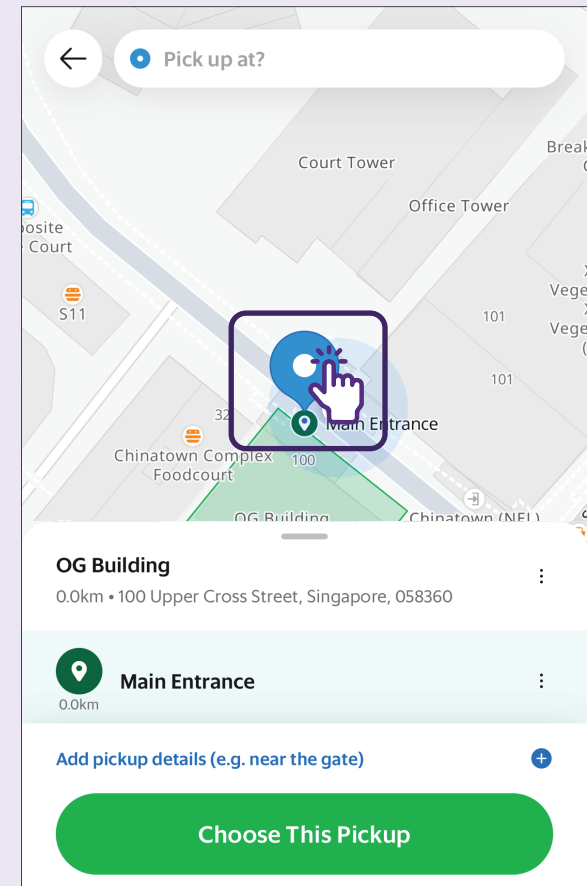 Pick up at?
Court Tower
Office Tower
Court
S11
101
101
Main Entrance
Chinatown Complex
Foodcourt
100
OG Building
Chinatown (NEL)
OG Building
0.0km • 100 Upper Cross Street, Singapore, 058360
Main Entrance
0.0km
Add pickup details (e.g. near the gate)
Choose This Pickup